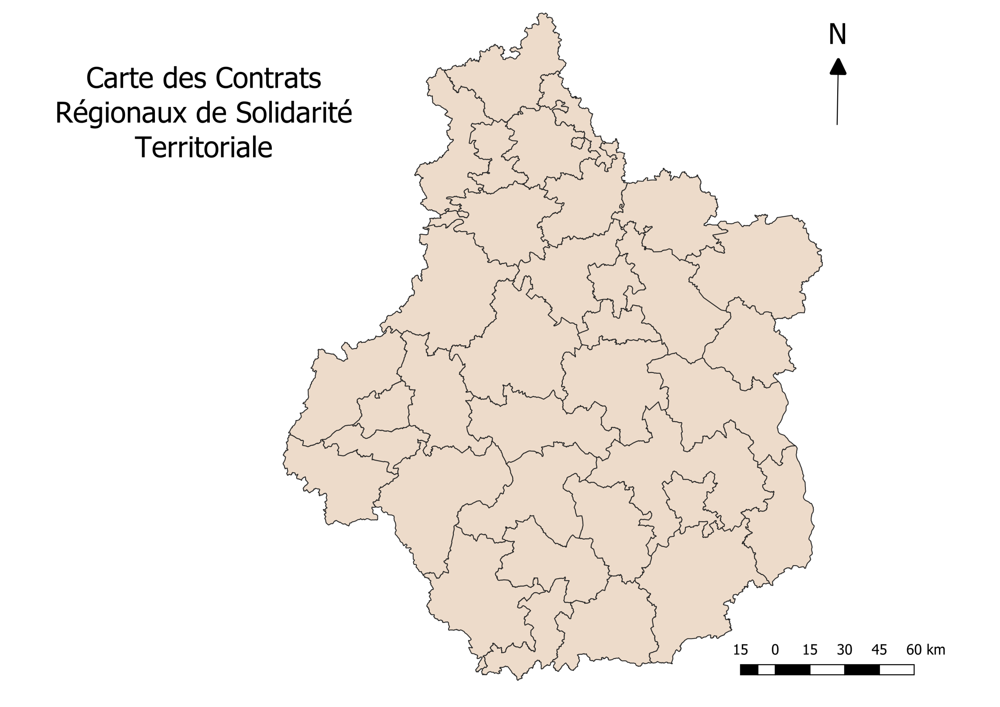 Carte des Contrats
Régionaux de Solidarité
Territoriale
N
15 0 15 30 45 60 km